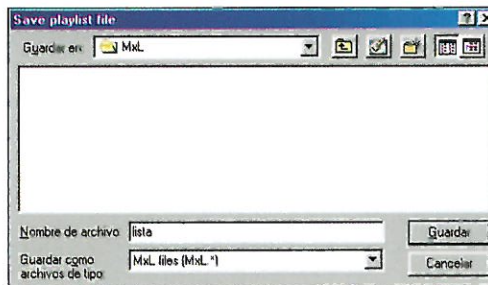 Save playlist file
Guardar en: MxL
Nombre de archivo: lista
Guardar
Guardar como
archivos de tipo:
MxL files (MxL *)
Cancelar